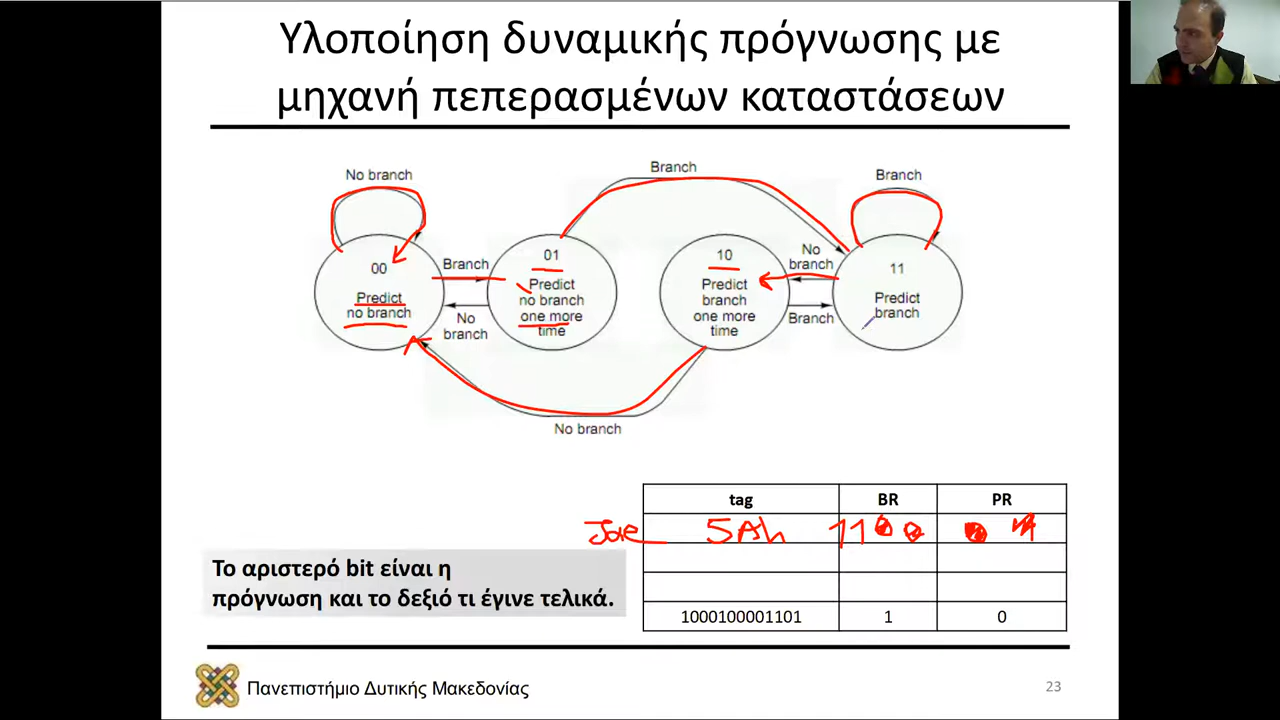 Υλοποίηση δυναμικής πρόγνωσης με
μηχανή πεπερασμένων καταστάσεων
No branch
Branch
Branch
00
Predict
no branch
Branch
No
branch
01
Predict
no branch
one more
time
10
Predict
branch
one more
time
No
branch
Branch
11
Predict
branch
No branch
tag BR PR
5Ah 11
1000100001101 1 0
Το αριστερό bit είναι η
πρόγνωση και το δεξιό τι έγινε τελικά.
Πανεπιστήμιο Δυτικής Μακεδονίας
23